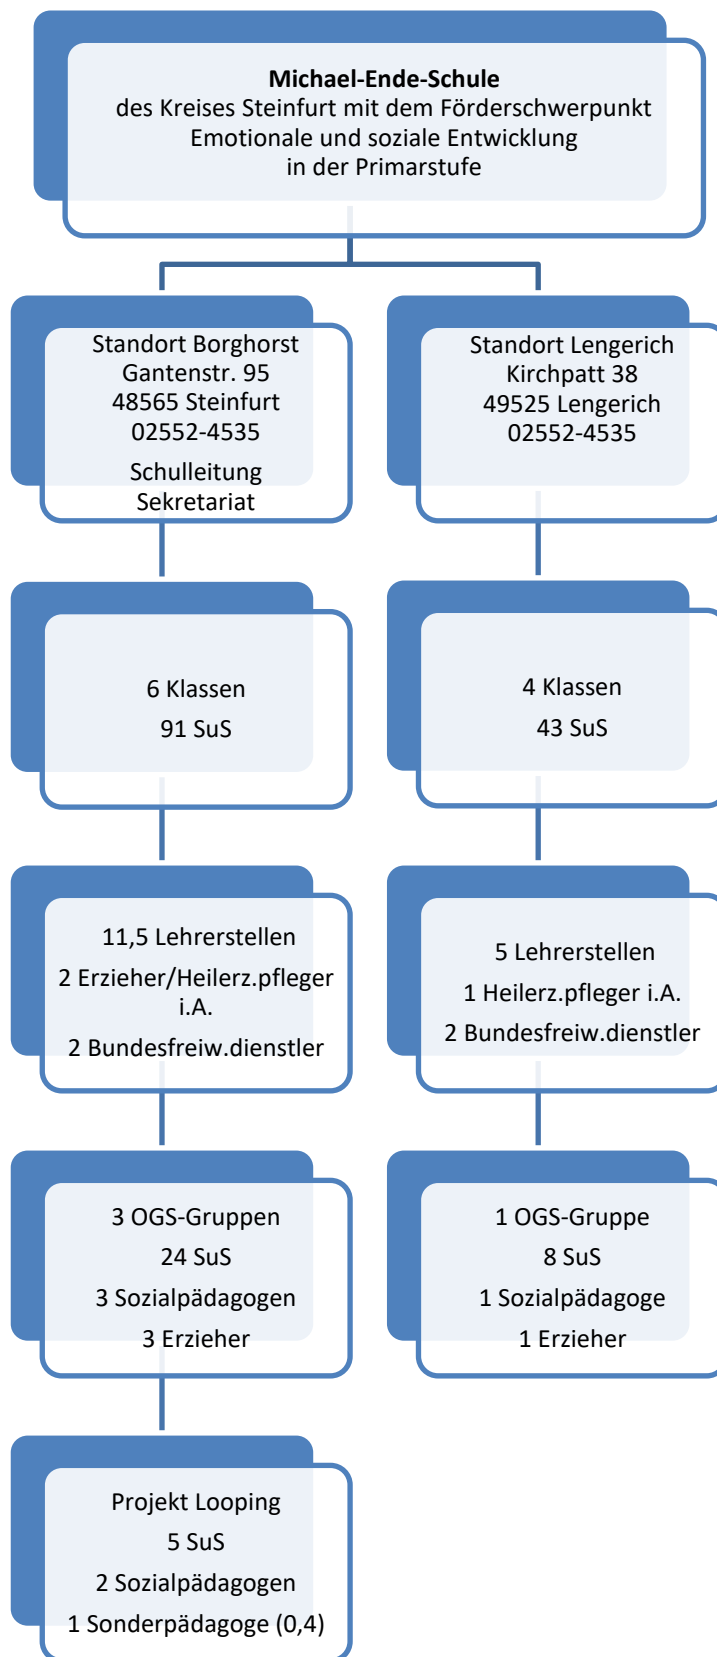 Michael-Ende-Schule
des Kreises Steinfurt mit dem Förderschwerpunkt
Emotionale und soziale Entwicklung
in der Primarstufe
Standort Borghorst
Gantenstr. 95
48565 Steinfurt
02552-4535
Schulleitung
Sekretariat
Standort Lengerich
Kirchpatt 38
49525 Lengerich
02552-4535
6 Klassen
91 SuS
4 Klassen
43 SuS
11,5 Lehrerstellen
2 Erzieher/Heilerz.pfleger
i.A.
2 Bundesfreiw.dienstler
5 Lehrerstellen
1 Heilerz.pfleger i.A.
2 Bundesfreiw.dienstler
3 OGS-Gruppen
24 SuS
3 Sozialpädagogen
3 Erzieher
1 OGS-Gruppe
8 SuS
1 Sozialpädagoge
1 Erzieher
Projekt Looping
5 SuS
2 Sozialpädagogen
1 Sonderpädagoge (0,4)